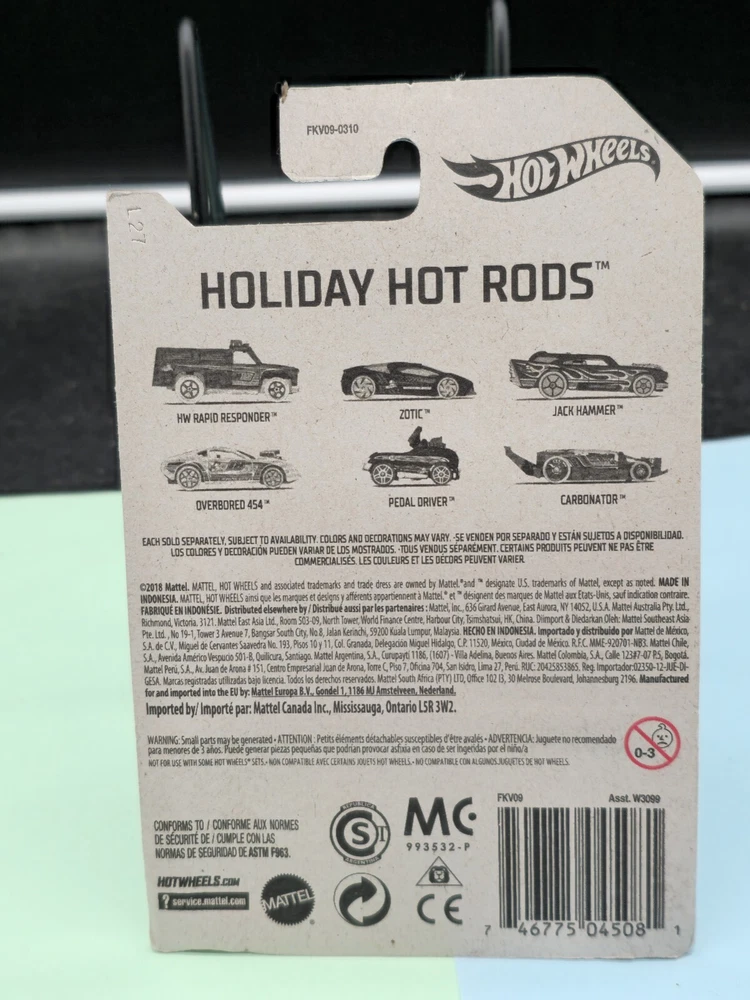 FKV09-0310
HOT WHEELS
L27
HOLIDAY HOT RODS™
HW RAPID RESPONDER™
ZOTIC™
JACK HAMMER™
OVERBORED 454™
PEDAL DRIVER™
CARBONATOR™
EACH SOLD SEPARATELY, SUBJECT TO AVAILABILITY. COLORS AND DECORATIONS MAY VARY. ·SE VENDEN POR SEPARADO Y ESTÁN SUJETOS A DISPONIBILIDAD.
LOS COLORES Y DECORACIÓN PUEDEN VARIAR DE LOS MOSTRADOS. ·TOUS VENDUS SÉPARÉMENT. CERTAINS PRODUITS PEUVENT NE PAS ÊTRE
COMMERCIALISÉS. LES COULEURS ET LES DÉCORS PEUVENT VARIER.
©2018 Mattel. MATTEL, HOT WHEELS and associated trademarks and trade dress are owned by Mattel.® and ™ designate U.S. trademarks of Mattel, except as noted. MADE IN
INDONESIA. MATTEL, HOT WHEELS ainsi que les marques et designs y afférents appartiennent à Mattel.® et ™ désignent des marques de Mattel aux États-Unis, sauf indication contraire.
FABRIQUÉ EN INDONÉSIE. Distributed elsewhere by / Distribué aussi par les partenaires : Mattel, Inc., 636 Girard Avenue, East Aurora, NY 14052, U.S.A. Mattel Australia Pty. Ltd.,
Richmond, Victoria. 3121. Mattel East Asia Ltd., Room 503-09, North Tower, World Finance Centre, Harbour City, Tsimshatsui, HK, China. Diimport & Diedarkan Oleh: Mattel Southeast Asia
Pte. Ltd., No 19-1, Tower 3 Avenue 7, Bangsar South City, No.8, Jalan Kerinchi, 59200 Kuala Lumpur, Malaysia. HECHO EN INDONESIA. Importado y distribuido por Mattel de México,
S.A. de C.V., Miguel de Cervantes Saavedra No. 193, Pisos 10 y 11, Col. Granada, Delegación Miguel Hidalgo, C.P. 11520, México, Ciudad de México. R.F.C. MME-920701-NB3. Mattel Chile,
S.A., Avenida Américo Vespucio 501-B, Quilicura, Santiago. Mattel Argentina, S.A., Curupaytí 1186, (1607) - Villa Adelina, Buenos Aires. Mattel Colombia, S.A., Calle 123#7-07 P.5, Bogotá.
Mattel Perú, S.A., Av. Juan de Arona # 151, Centro Empresarial Juan de Arona, Torre C, Piso 7, Oficina 704, San Isidro, Lima 27, Perú. RUC: 20425853865. Reg. Importador:02350-12-JUE-DI-
GESA. Marcas registradas utilizadas bajo licencia. Todos los derechos reservados. Mattel South Africa (PTY) LTD, Office 102 I3, 30 Melrose Boulevard, Johannesburg 2196. Manufactured
for and imported into the EU by: Mattel Europa B.V., Gondel 1, 1186 MJ Amstelveen, Nederland.
Imported by/ Importé par: Mattel Canada Inc., Mississauga, Ontario L5R 3W2.
WARNING: Small parts may be generated • ATTENTION : Petits éléments détachables susceptibles d'être avalés • ADVERTENCIA: Juguete no recomendado
para menores de 3 años. Puede generar piezas pequeñas que podrían provocar asfixia en caso de ser ingeridas por el niño/a
NOT FOR USE WITH SOME HOT WHEELS® SETS. • NON COMPATIBLE AVEC CERTAINS JOUETS HOT WHEELS. • NO COMPATIBLE CON ALGUNOS JUGUETES DE HOT WHEELS.
0-3
CONFORMS TO / CONFORME AUX NORMES
DE SÉCURITÉ DE / CUMPLE CON LAS
NORMAS DE SEGURIDAD DE ASTM F963.
REPUBLICA
ST
ARGENTINA
MC
993532-P
FKV09
Asst. W3099
HOTWHEELS.COM
? service.mattel.com
MATTEL
CE
7 46775 04508 1